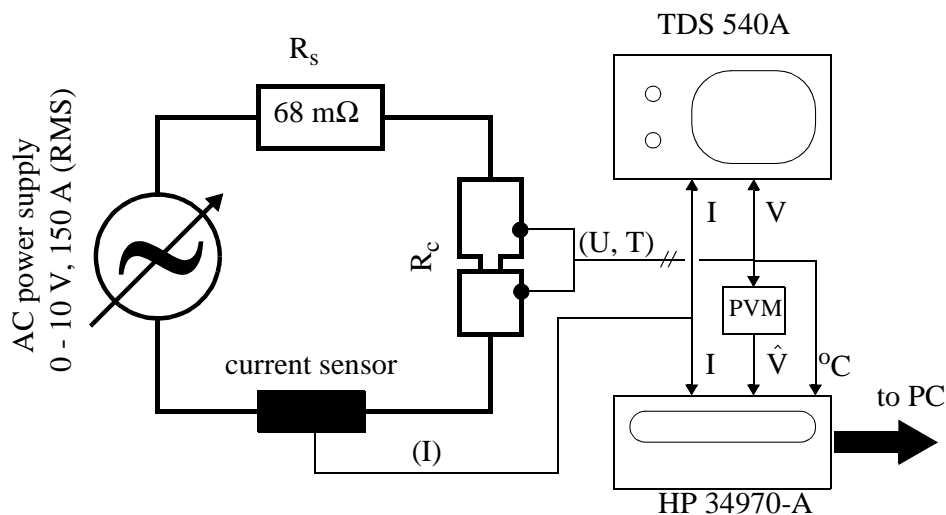 TDS 540A
R_s
68 mΩ
AC power supply
0 - 10 V, 150 A (RMS)
I
V
R_c
(U, T)
PVM
current sensor
I
V̂
°C
to PC
(I)
HP 34970-A